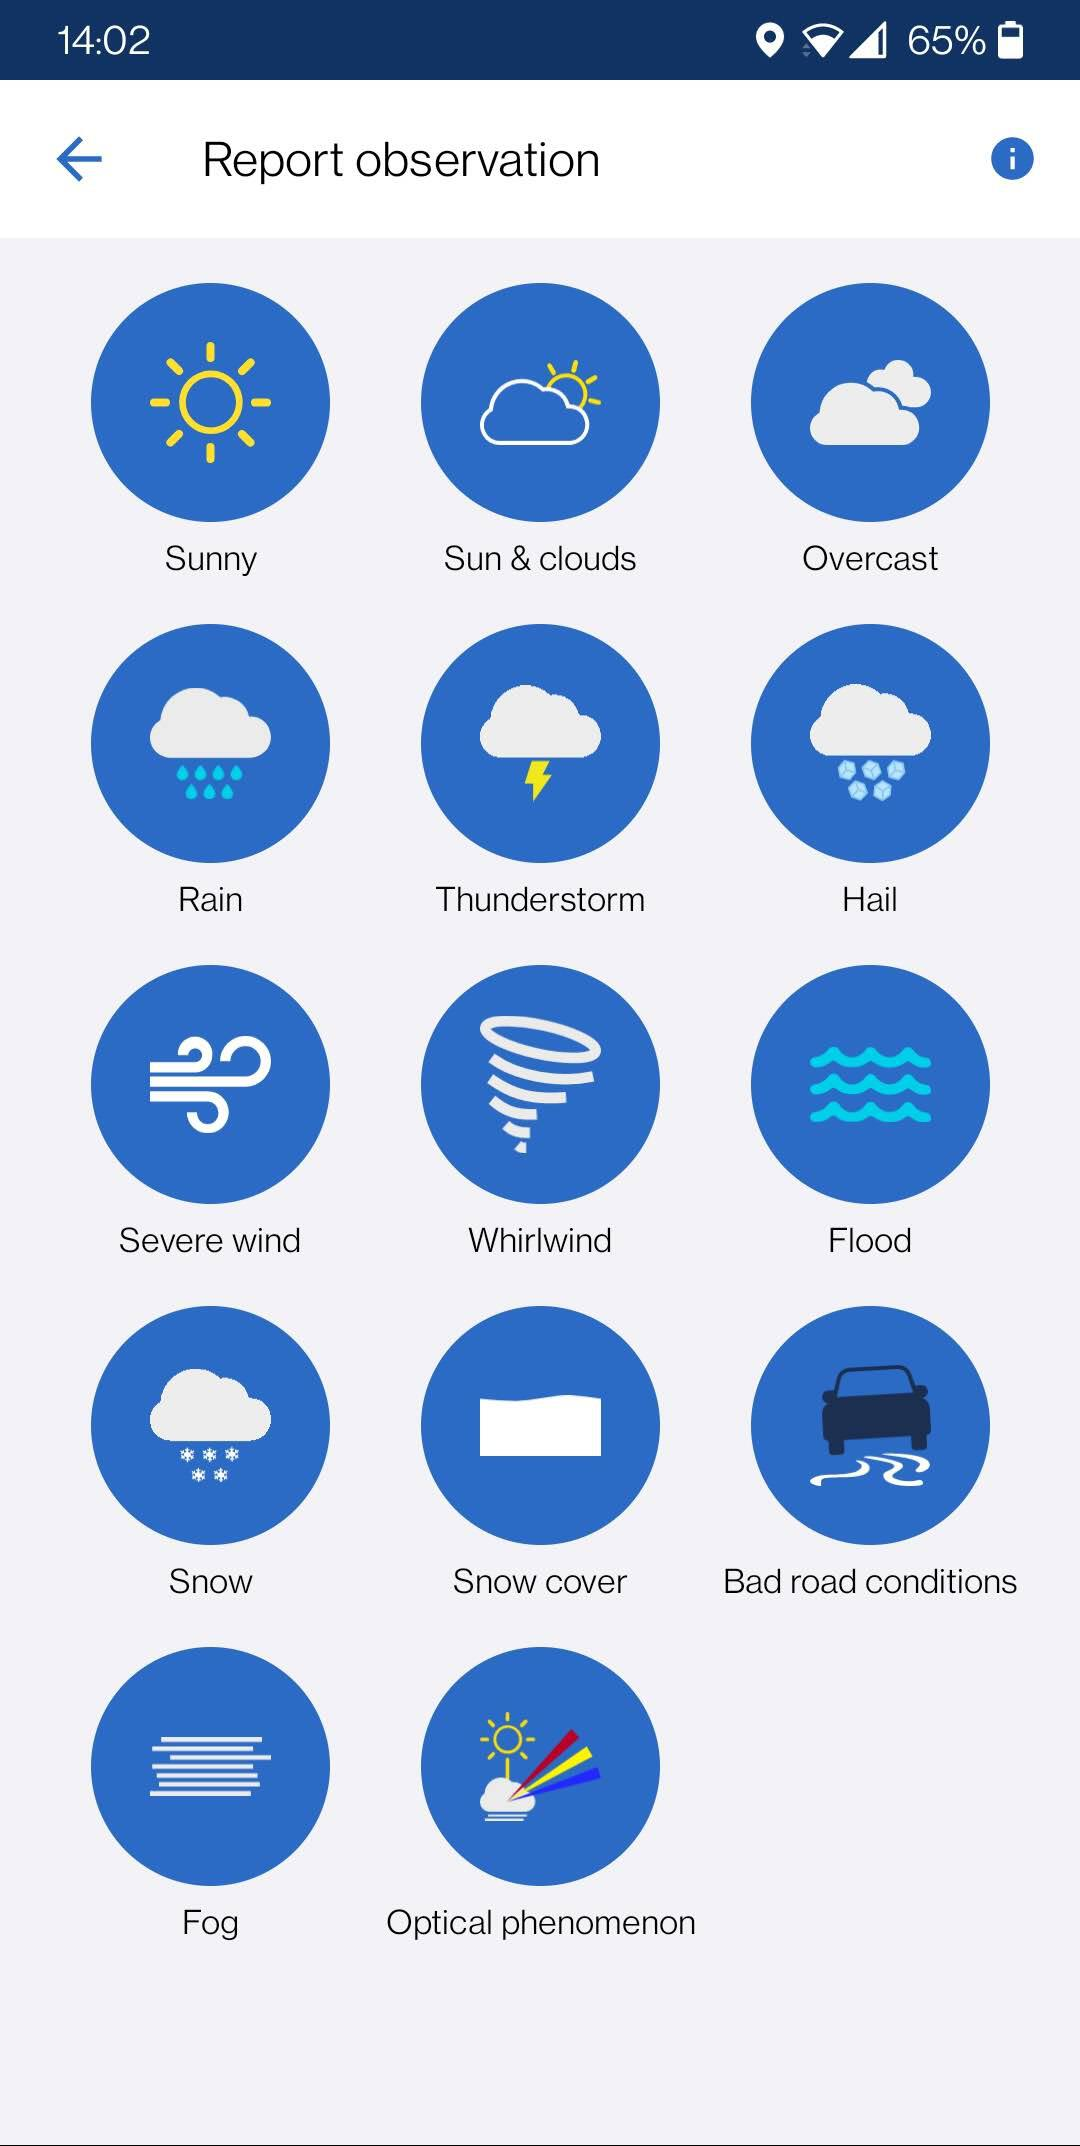 14:02 65%
Report observation
Sunny Sun & clouds Overcast
Rain Thunderstorm Hail
Severe wind Whirlwind Flood
Snow Snow cover Bad road conditions
Fog Optical phenomenon